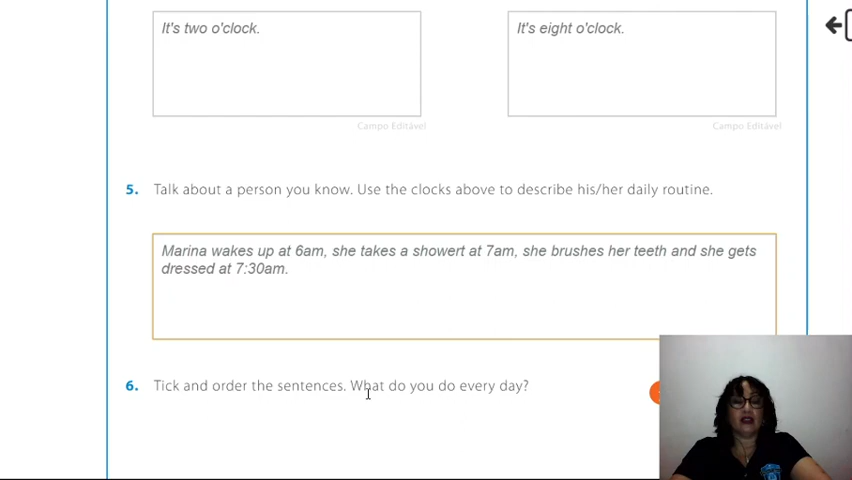 It's two o'clock.
It's eight o'clock.
Campo Editável
Campo Editável
5. Talk about a person you know. Use the clocks above to describe his/her daily routine.
Marina wakes up at 6am, she takes a showert at 7am, she brushes her teeth and she gets
dressed at 7:30am.
6. Tick and order the sentences. What do you do every day?